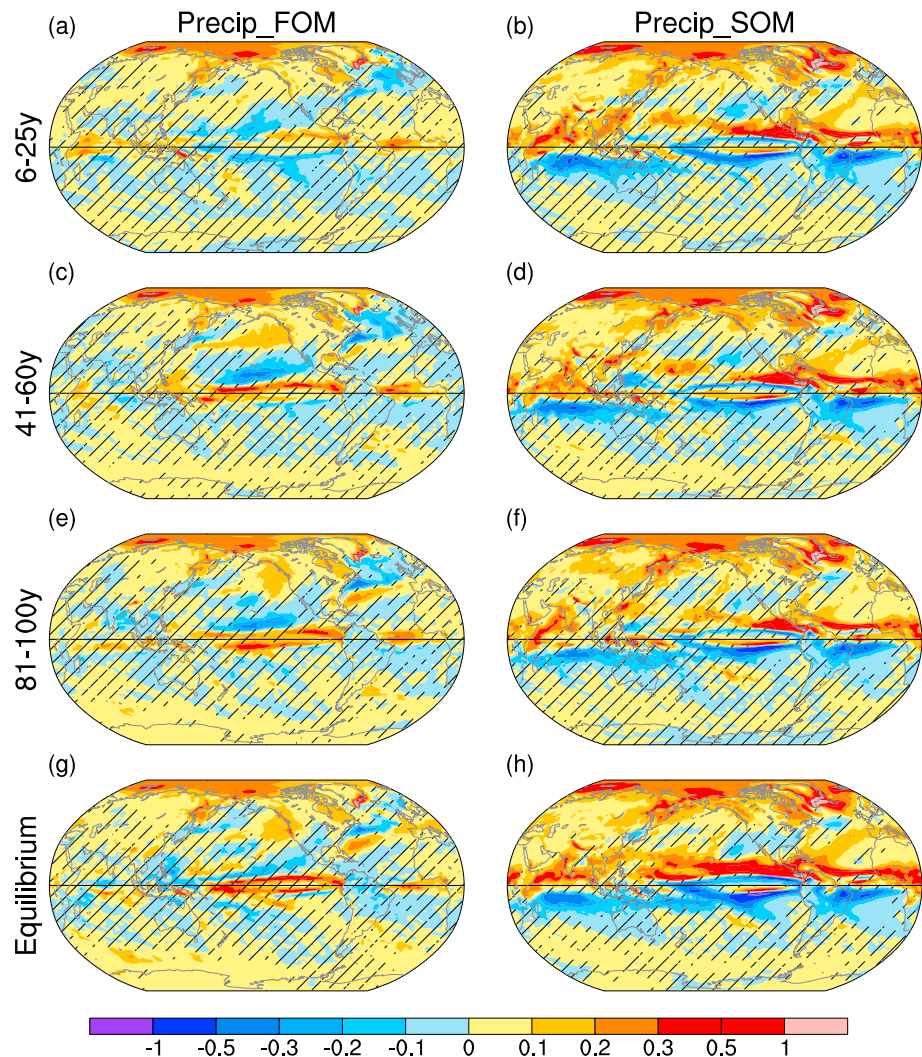 Precip_FOM Precip_SOM
(a) (b)
6-25y
(c) (d)
41-60y
(e) (f)
81-100y
(g) (h)
Equilibrium
-1 -0.5 -0.3 -0.2 -0.1 0 0.1 0.2 0.3 0.5 1